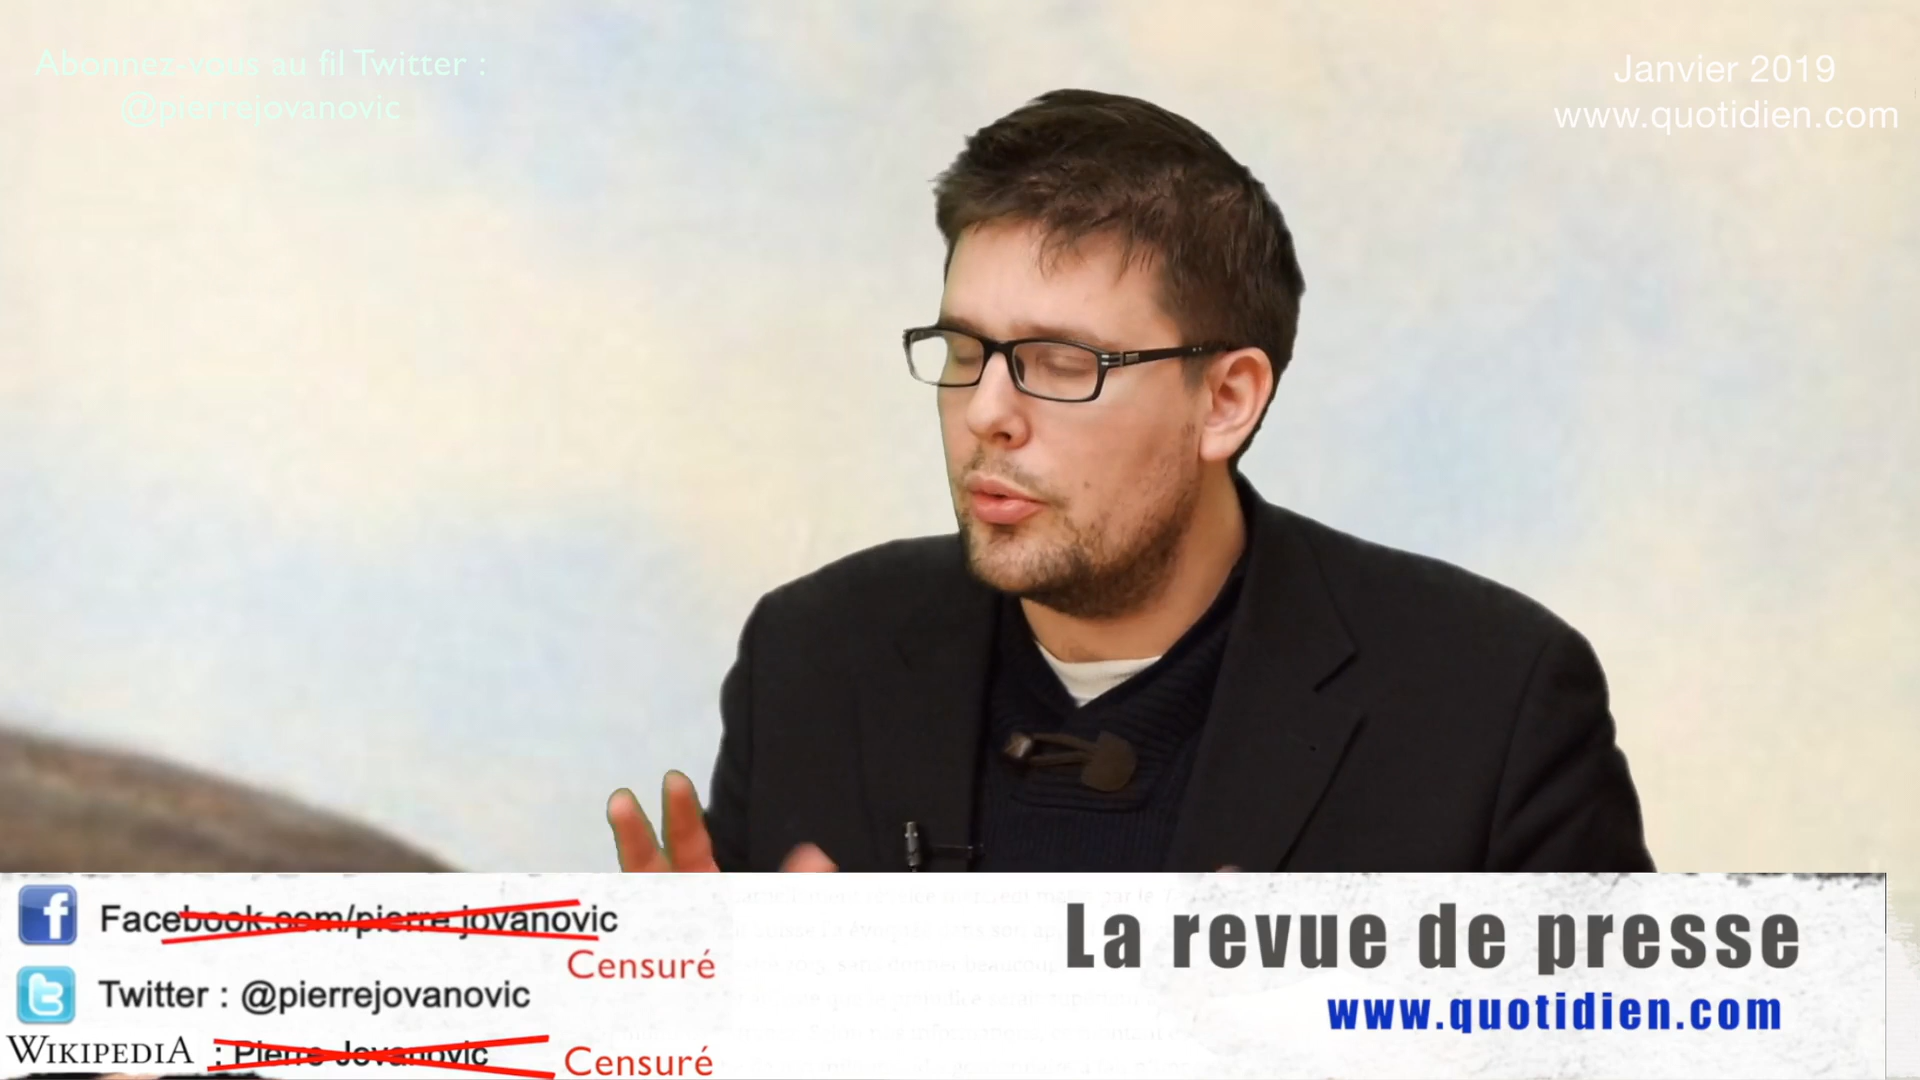 Abonnez-vous au fil Twitter :
@pierrejovanovic
Janvier 2019
www.quotidien.com
Facebook.com/pierre jovanovic
Censuré
Twitter : @pierrejovanovic
WIKIPEDIA : Pierre Jovanovic
Censuré
La revue de presse
www.quotidien.com